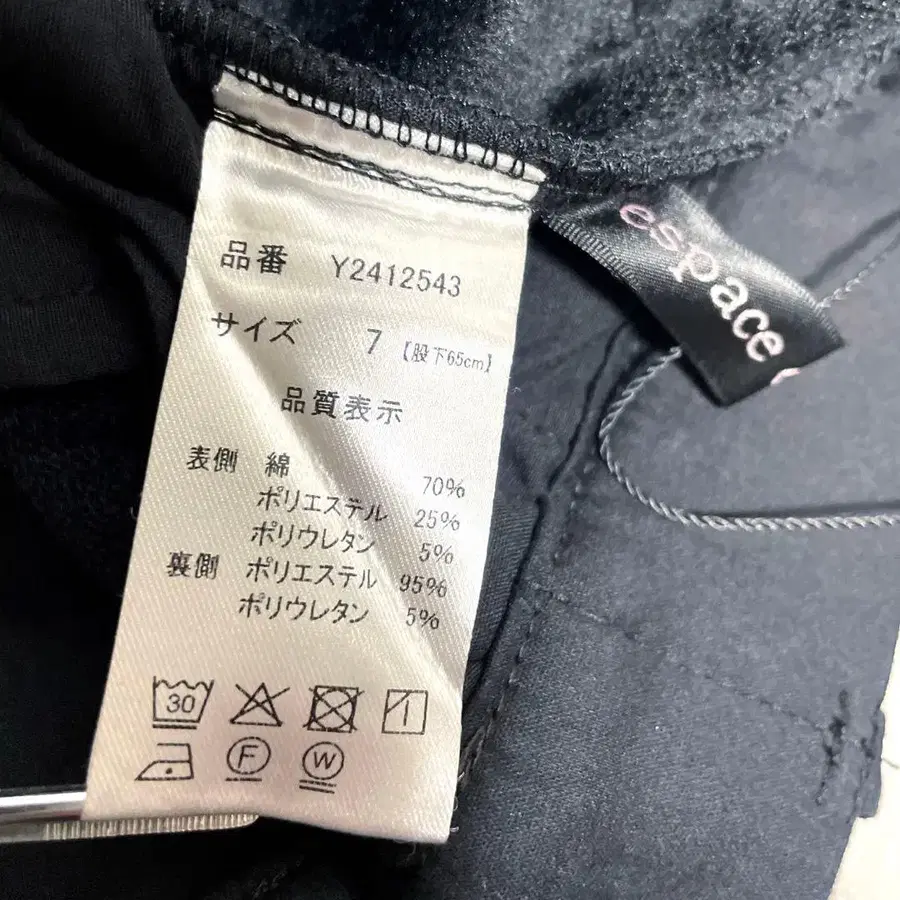 品番 Y2412543
サイズ 7 【股下65cm】
品質表示
表側 綿 70%
ポリエステル 25%
ポリウレタン 5%
裏側 ポリエステル 95%
ポリウレタン 5%
30
F W
espace